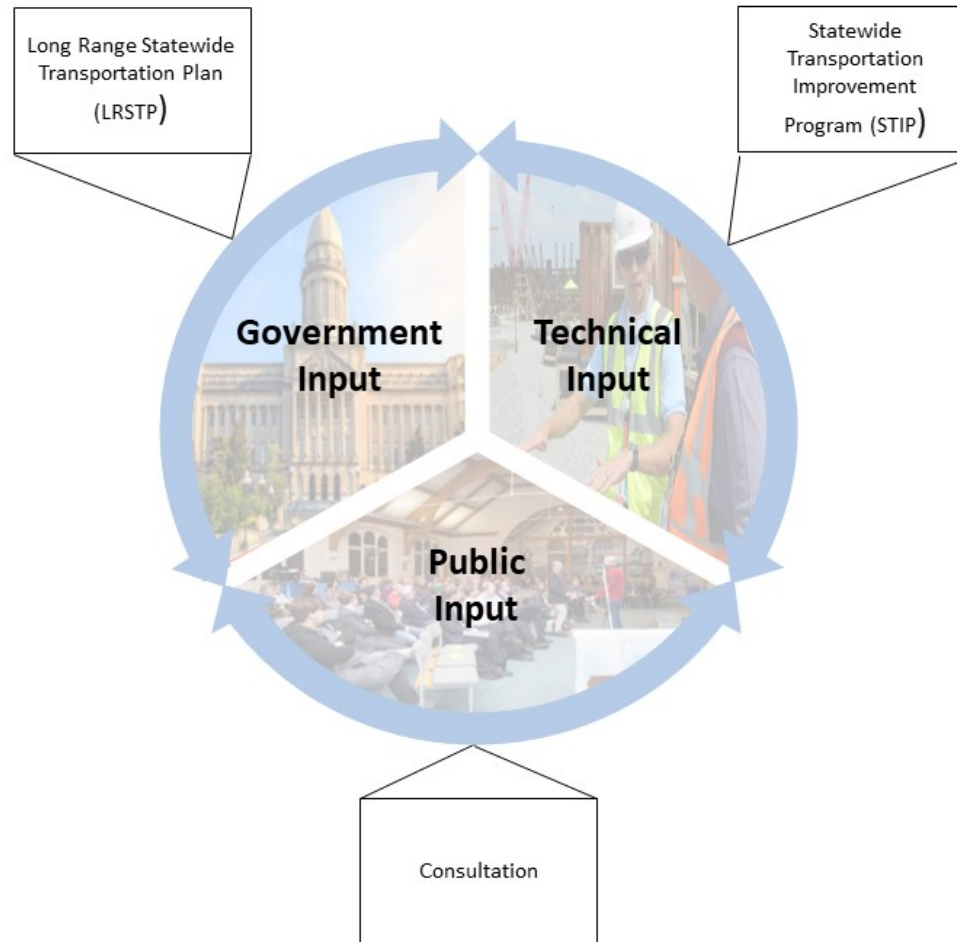 Long Range Statewide
Transportation Plan
(LRSTP)
Statewide
Transportation
Improvement
Program (STIP)
Government
Input
Technical
Input
Public
Input
Consultation